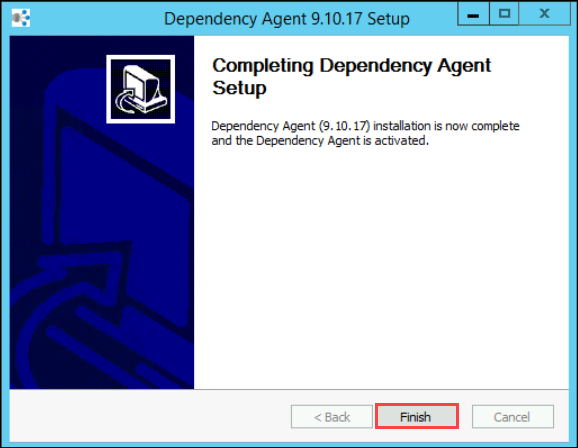 Dependency Agent 9.10.17 Setup
Completing Dependency Agent
Setup
Dependency Agent (9.10.17) installation is now complete
and the Dependency Agent is activated.
< Back
Finish
Cancel